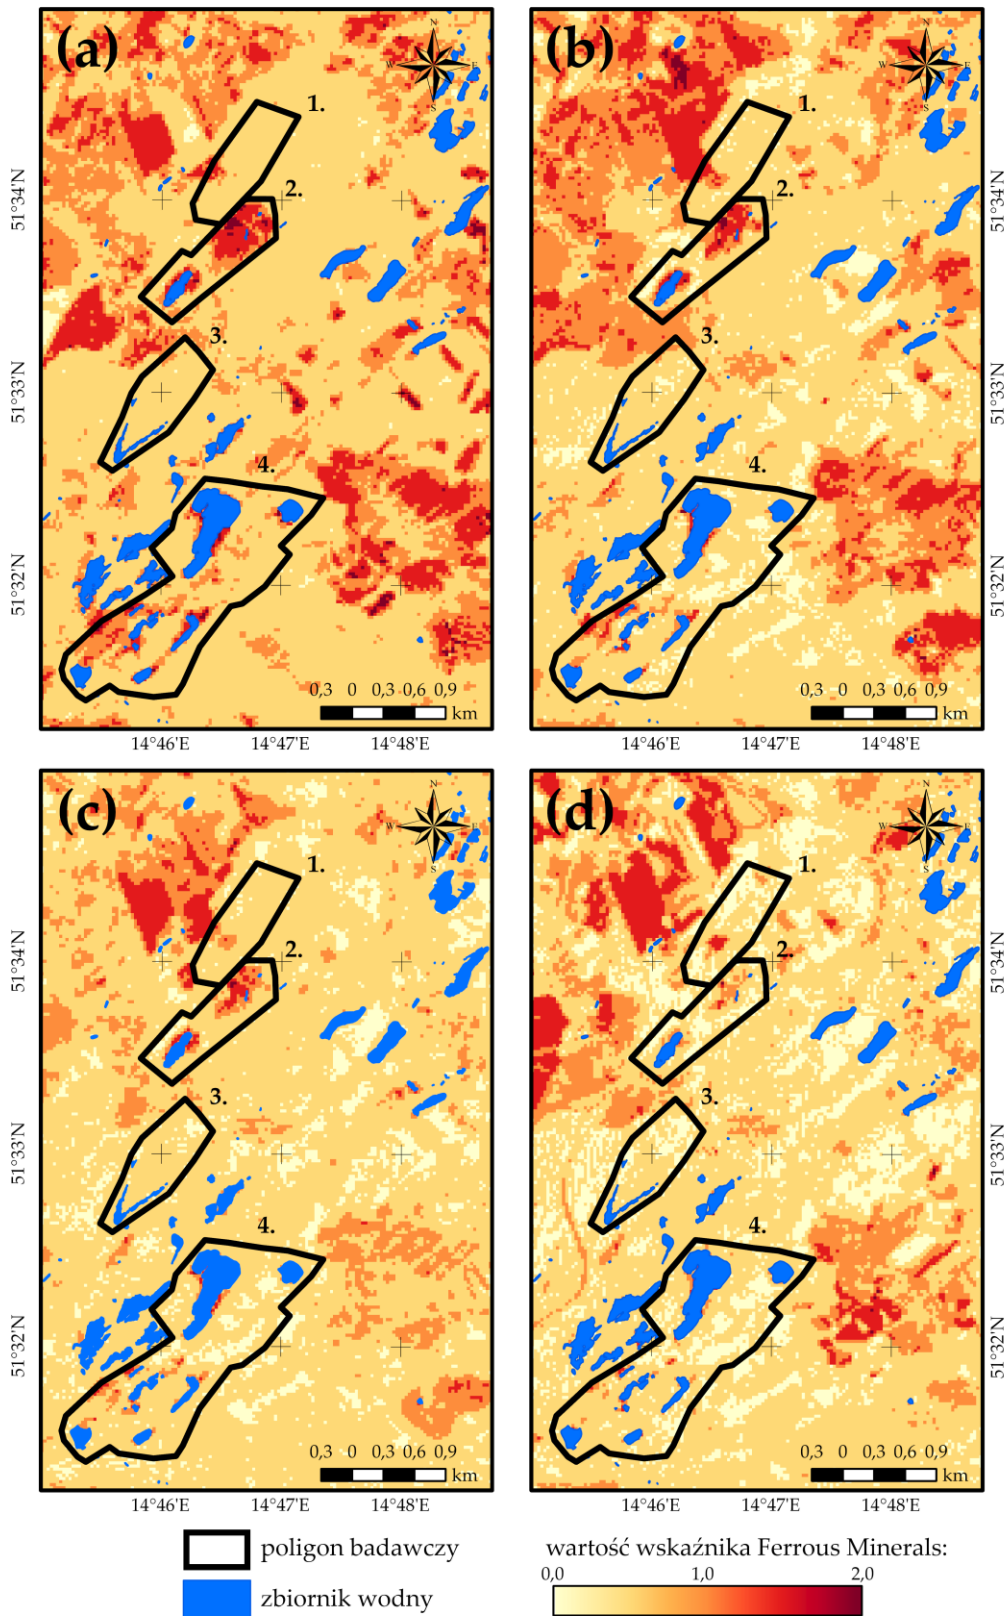 (a)
N
W
E
S
1.
2.
3.
4.
51°34'N
51°33'N
51°32'N
0,3 0 0,3 0,6 0,9
km
14°46'E 14°47'E 14°48'E
(b)
N
W
E
S
1.
2.
3.
4.
51°34'N
51°33'N
51°32'N
0,3 0 0,3 0,6 0,9
km
14°46'E 14°47'E 14°48'E
(c)
N
W
E
S
1.
2.
3.
4.
51°34'N
51°33'N
51°32'N
0,3 0 0,3 0,6 0,9
km
14°46'E 14°47'E 14°48'E
(d)
N
W
E
S
1.
2.
3.
4.
51°34'N
51°33'N
51°32'N
0,3 0 0,3 0,6 0,9
km
14°46'E 14°47'E 14°48'E
poligon badawczy
zbiornik wodny
wartość wskaźnika Ferrous Minerals:
0,0 1,0 2,0